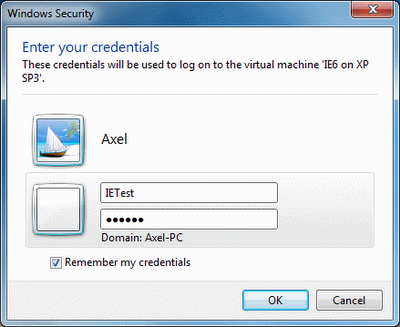 Windows Security
Enter your credentials
These credentials will be used to log on to the virtual machine 'IE6 on XP
SP3'.
Axel
IETest
••••••
Domain: Axel-PC
Remember my credentials
OK
Cancel